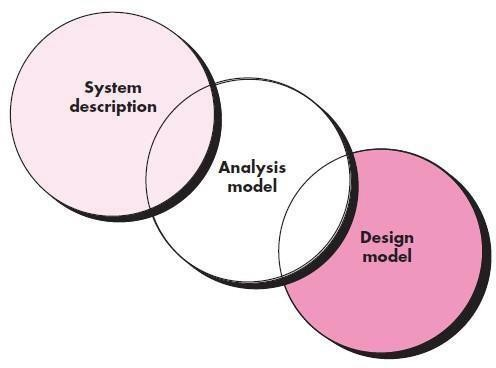 System
description
Analysis
model
Design
model